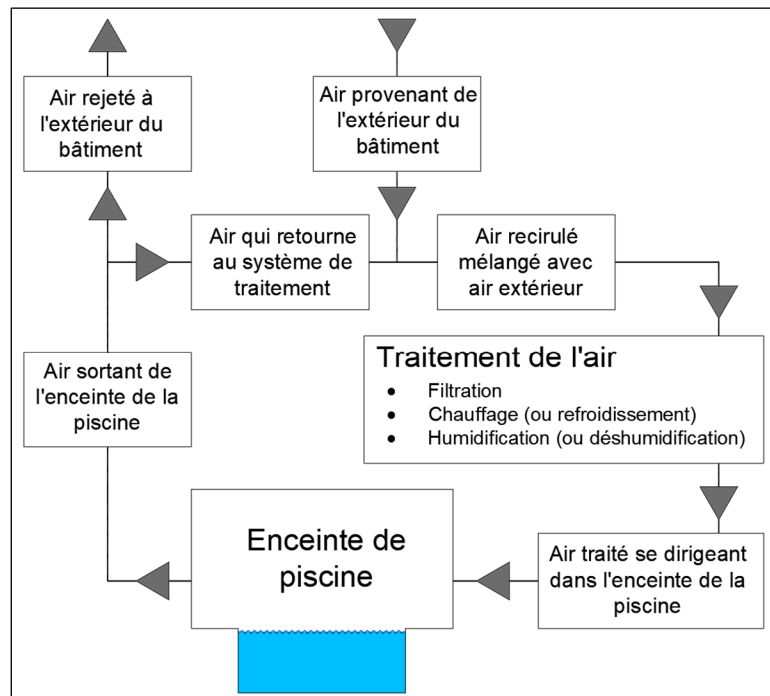 Air rejeté à
l'extérieur du
bâtiment
Air provenant de
l'extérieur du
bâtiment
Air qui retourne
au système de
traitement
Air recirulé
mélangé avec
air extérieur
Air sortant de
l'enceinte de la
piscine
Traitement de l'air
• Filtration
• Chauffage (ou refroidissement)
• Humidification (ou déshumidification)
Enceinte de
piscine
Air traité se dirigeant
dans l'enceinte de la
piscine